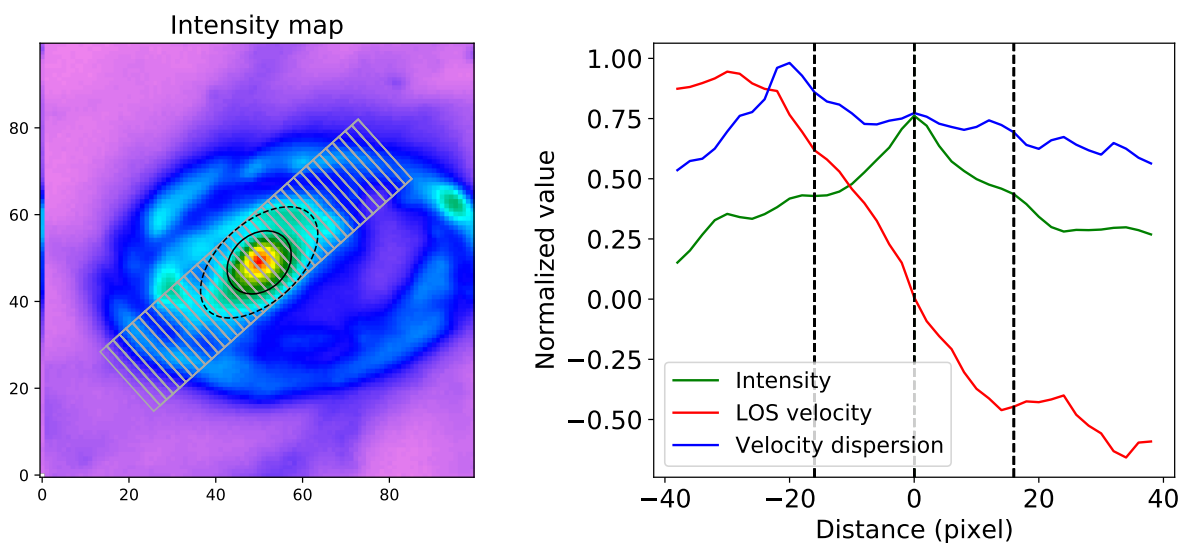 Intensity map
80
60
40
20
0
0 20 40 60 80
Normalized value
1.00
0.75
0.50
0.25
0.00
−0.25
−0.50
Intensity
LOS velocity
Velocity dispersion
−40 −20 0 20 40
Distance (pixel)